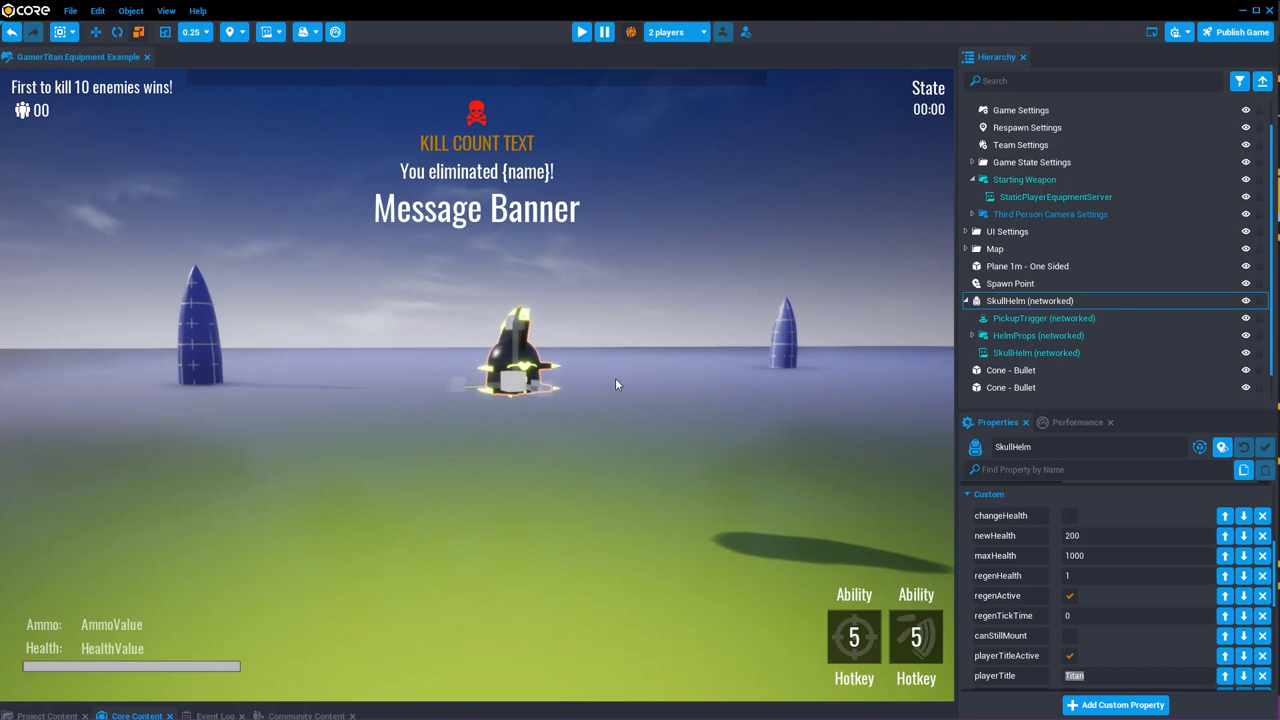 CORE File Edit Object View Help
0.25 2 players Publish Game
GamerTitan Equipment Example
Hierarchy
Search
First to kill 10 enemies wins!
00
State
00:00
KILL COUNT TEXT
You eliminated {name}!
Message Banner
Game Settings
Respawn Settings
Team Settings
Game State Settings
Starting Weapon
StaticPlayerEquipmentServer
Third Person Camera Settings
UI Settings
Map
Plane 1m - One Sided
Spawn Point
SkullHelm (networked)
PickupTrigger (networked)
HelmProps (networked)
SkullHelm (networked)
Cone - Bullet
Cone - Bullet
Properties Performance
SkullHelm
Find Property by Name
Custom
changeHealth
newHealth 200
maxHealth 1000
regenHealth 1
regenActive
regenTickTime 0
canStillMount
playerTitleActive
playerTitle Titan
Add Custom Property
Ammo: AmmoValue
Health: HealthValue
Ability Ability
5 5
Hotkey Hotkey
Project Content Core Content Event Log Community Content